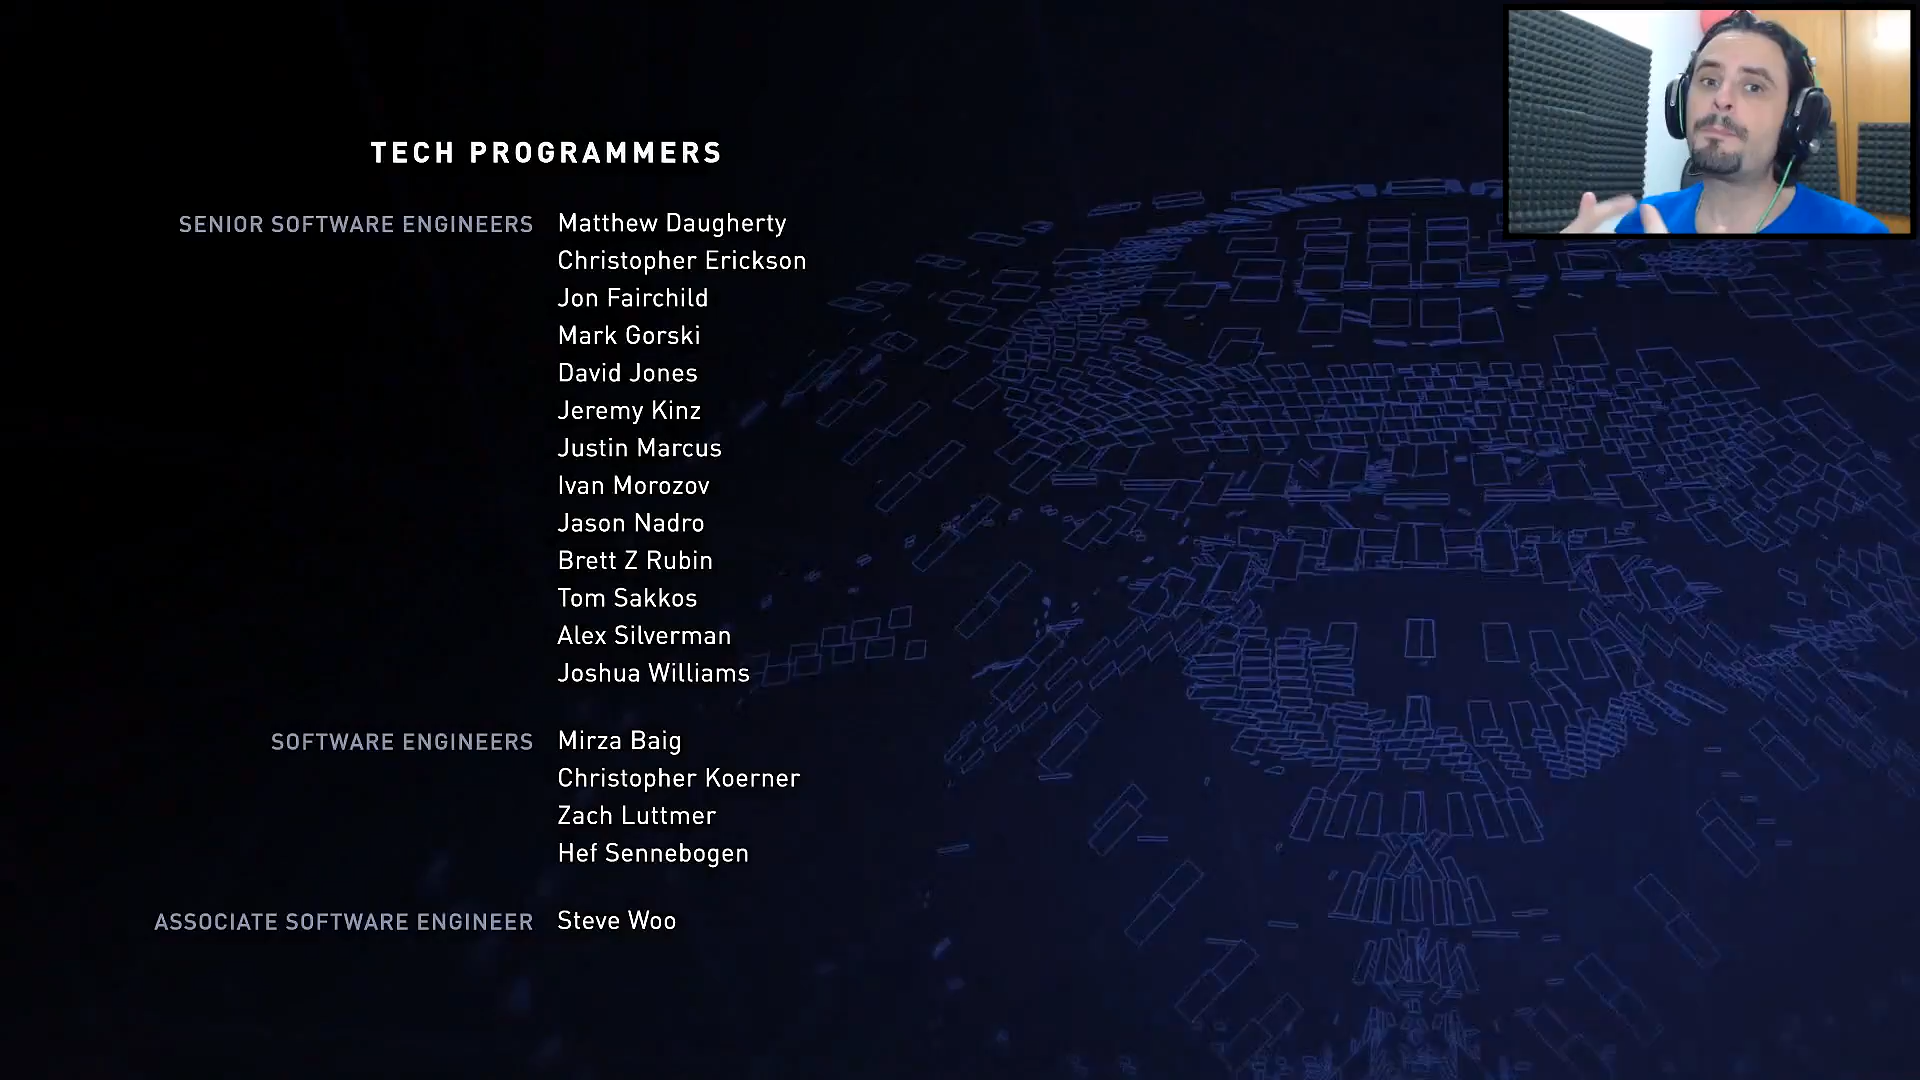 TECH PROGRAMMERS
SENIOR SOFTWARE ENGINEERS Matthew Daugherty
Christopher Erickson
Jon Fairchild
Mark Gorski
David Jones
Jeremy Kinz
Justin Marcus
Ivan Morozov
Jason Nadro
Brett Z Rubin
Tom Sakkos
Alex Silverman
Joshua Williams
SOFTWARE ENGINEERS Mirza Baig
Christopher Koerner
Zach Luttmer
Hef Sennebogen
ASSOCIATE SOFTWARE ENGINEER Steve Woo